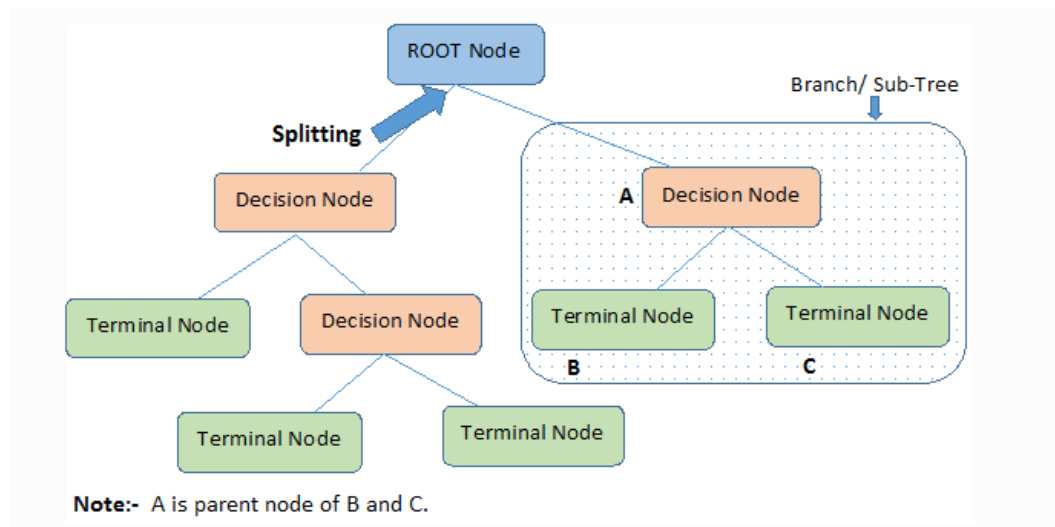 ROOT Node
Branch/ Sub-Tree
Splitting
Decision Node
A
Decision Node
Terminal Node
Decision Node
Terminal Node
Terminal Node
B
C
Terminal Node
Terminal Node
Note:- A is parent node of B and C.